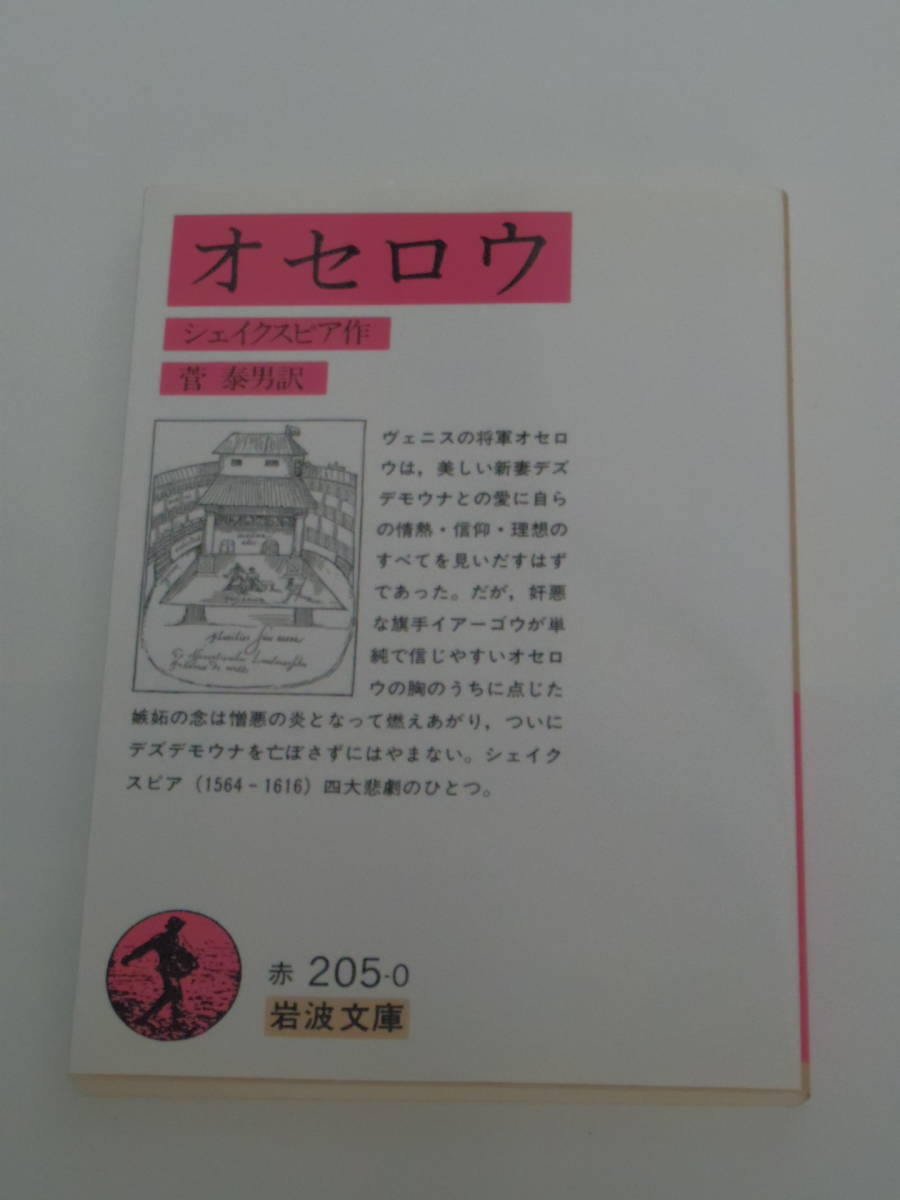 オセロウ
シェイクスピア作
菅 泰男訳
ヴェニスの将軍オセロ
ウは，美しい新妻デズ
デモウナとの愛に自ら
の情熱・信仰・理想の
すべてを見いだすはず
であった。だが，奸悪
な旗手イアーゴウが単
純で信じやすいオセロ
ウの胸のうちに点じた
嫉妬の念は憎悪の炎となって燃えあがり，ついに
デズデモウナを亡ぼさずにはやまない。シェイク
スピア（1564－1616）四大悲劇のひとつ。
赤 205-0
岩波文庫